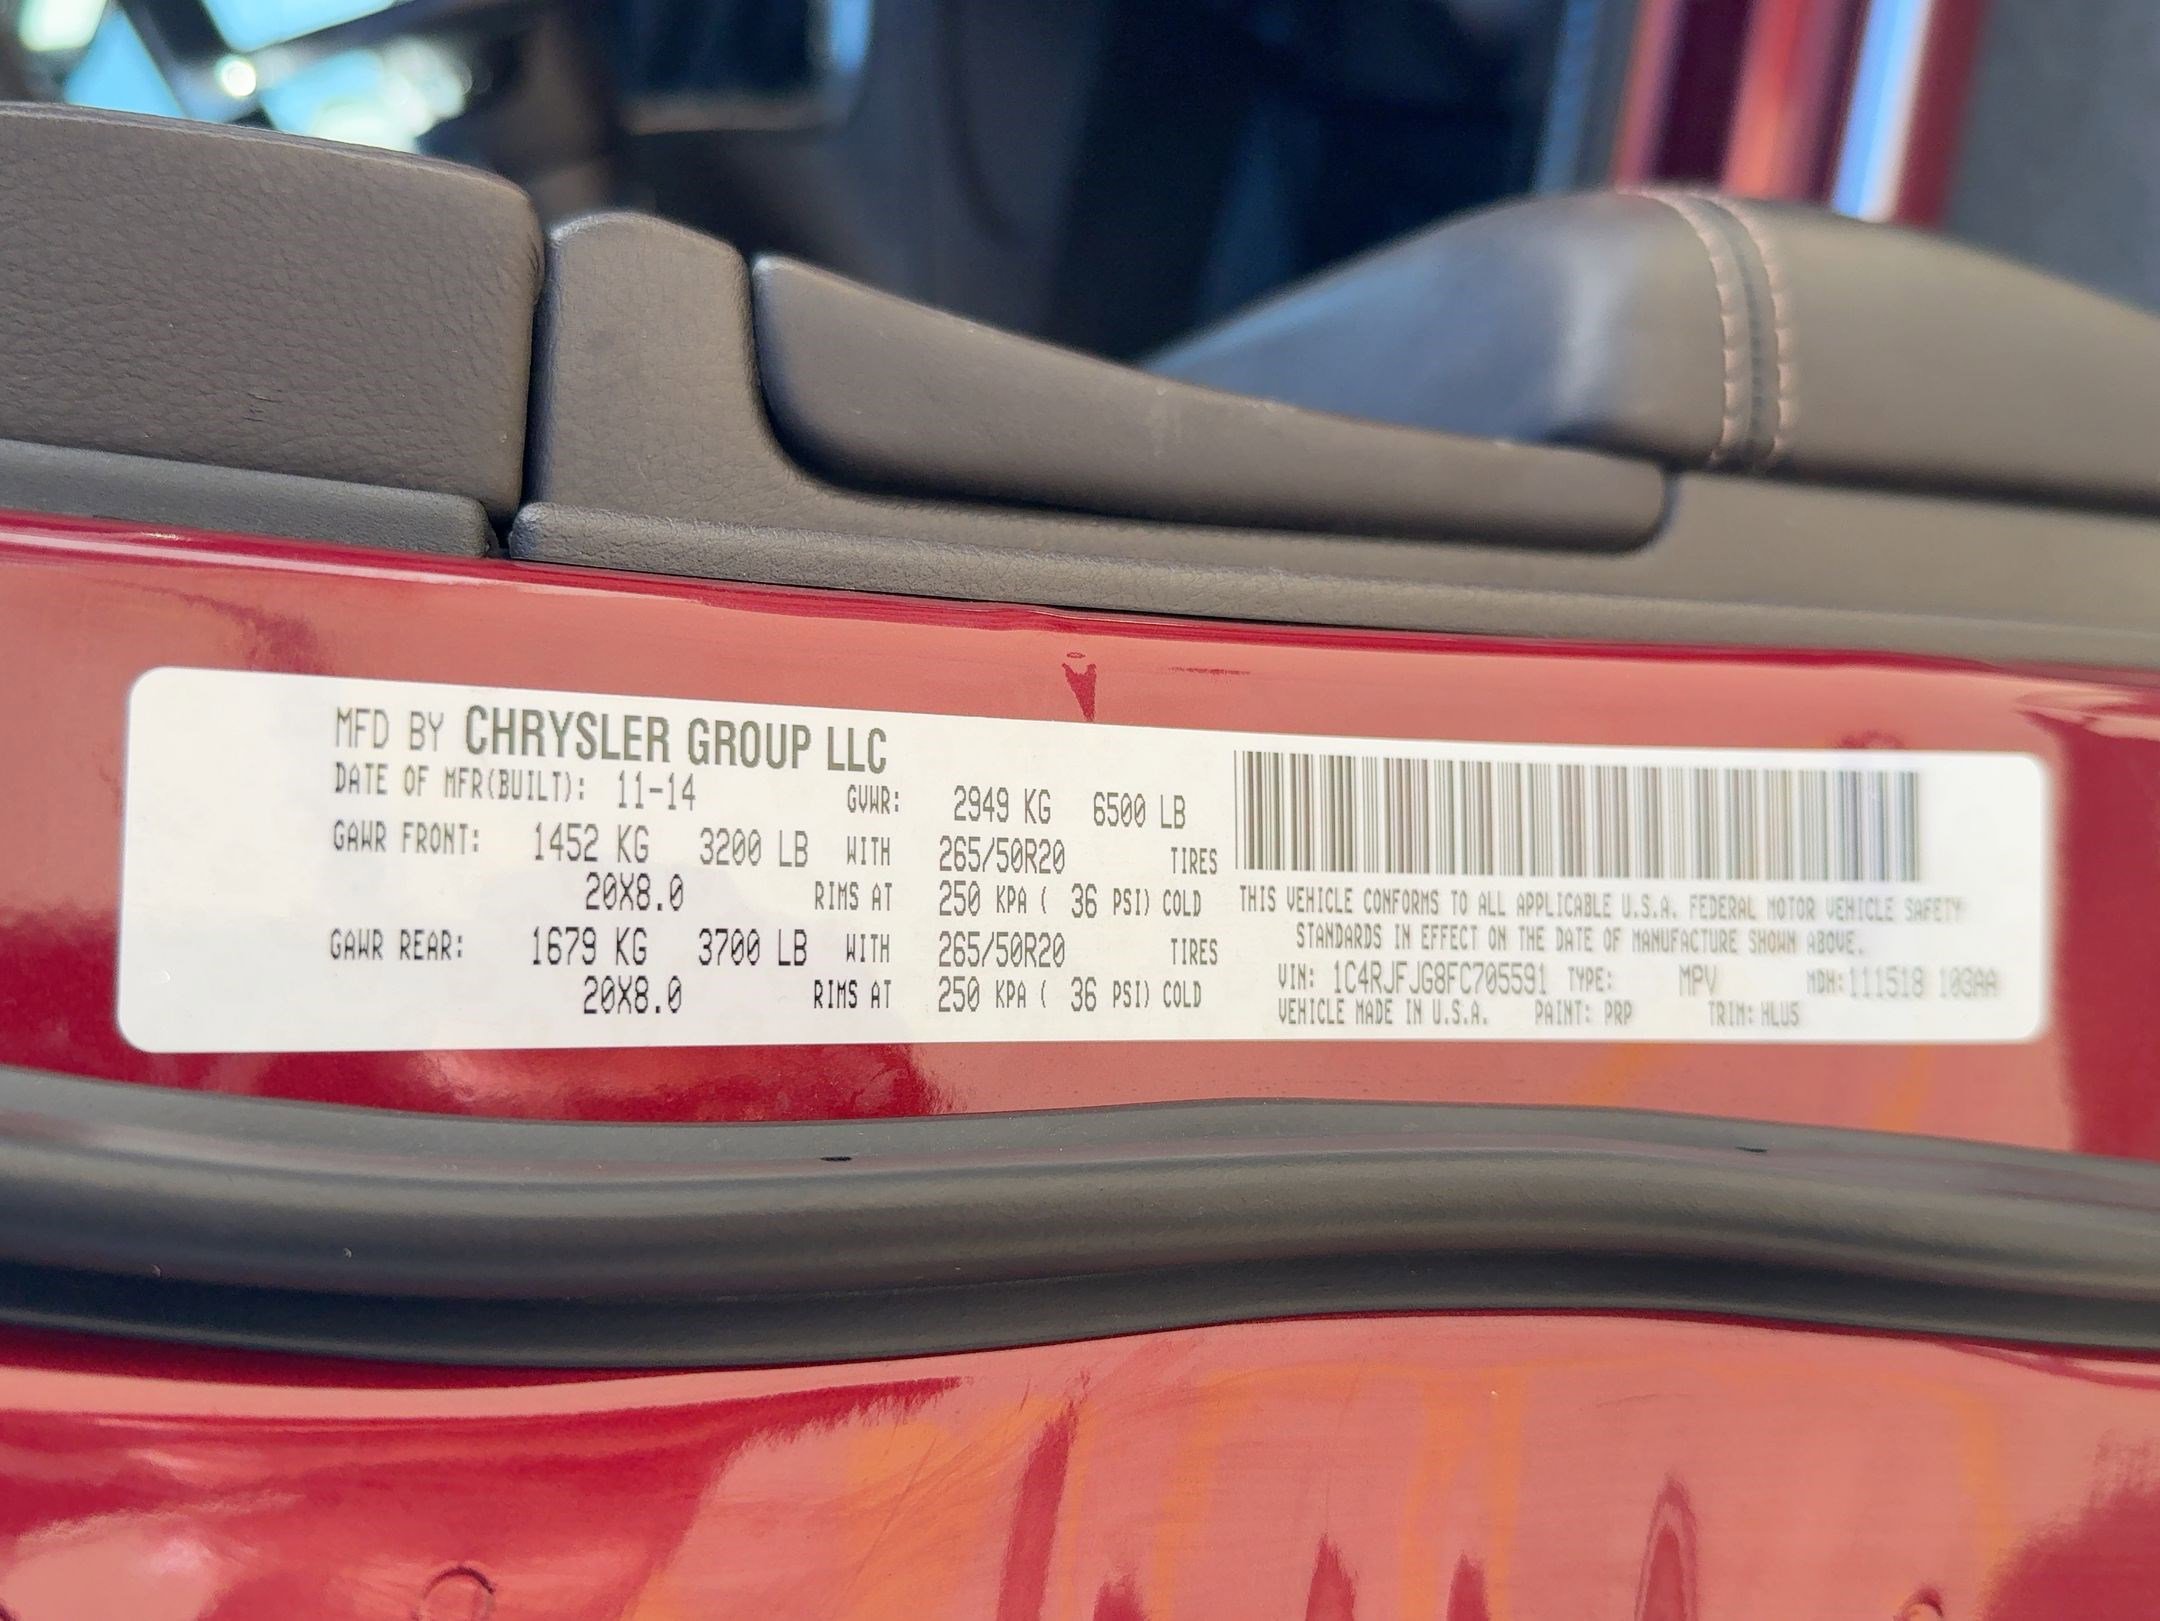 MFD BY CHRYSLER GROUP LLC
DATE OF MFR(BUILT): 11-14 GVWR: 2949 KG 6500 LB
GAWR FRONT: 1452 KG 3200 LB WITH 265/50R20 TIRES
20X8.0 RIMS AT 250 KPA ( 36 PSI) COLD
GAWR REAR: 1679 KG 3700 LB WITH 265/50R20 TIRES
20X8.0 RIMS AT 250 KPA ( 36 PSI) COLD
THIS VEHICLE CONFORMS TO ALL APPLICABLE U.S.A. FEDERAL MOTOR VEHICLE SAFETY
STANDARDS IN EFFECT ON THE DATE OF MANUFACTURE SHOWN ABOVE.
VIN: 1C4RJFJG8FC705591 TYPE: MPV MDH:111518 103AA
VEHICLE MADE IN U.S.A. PAINT: PRP TRIM: HLU5